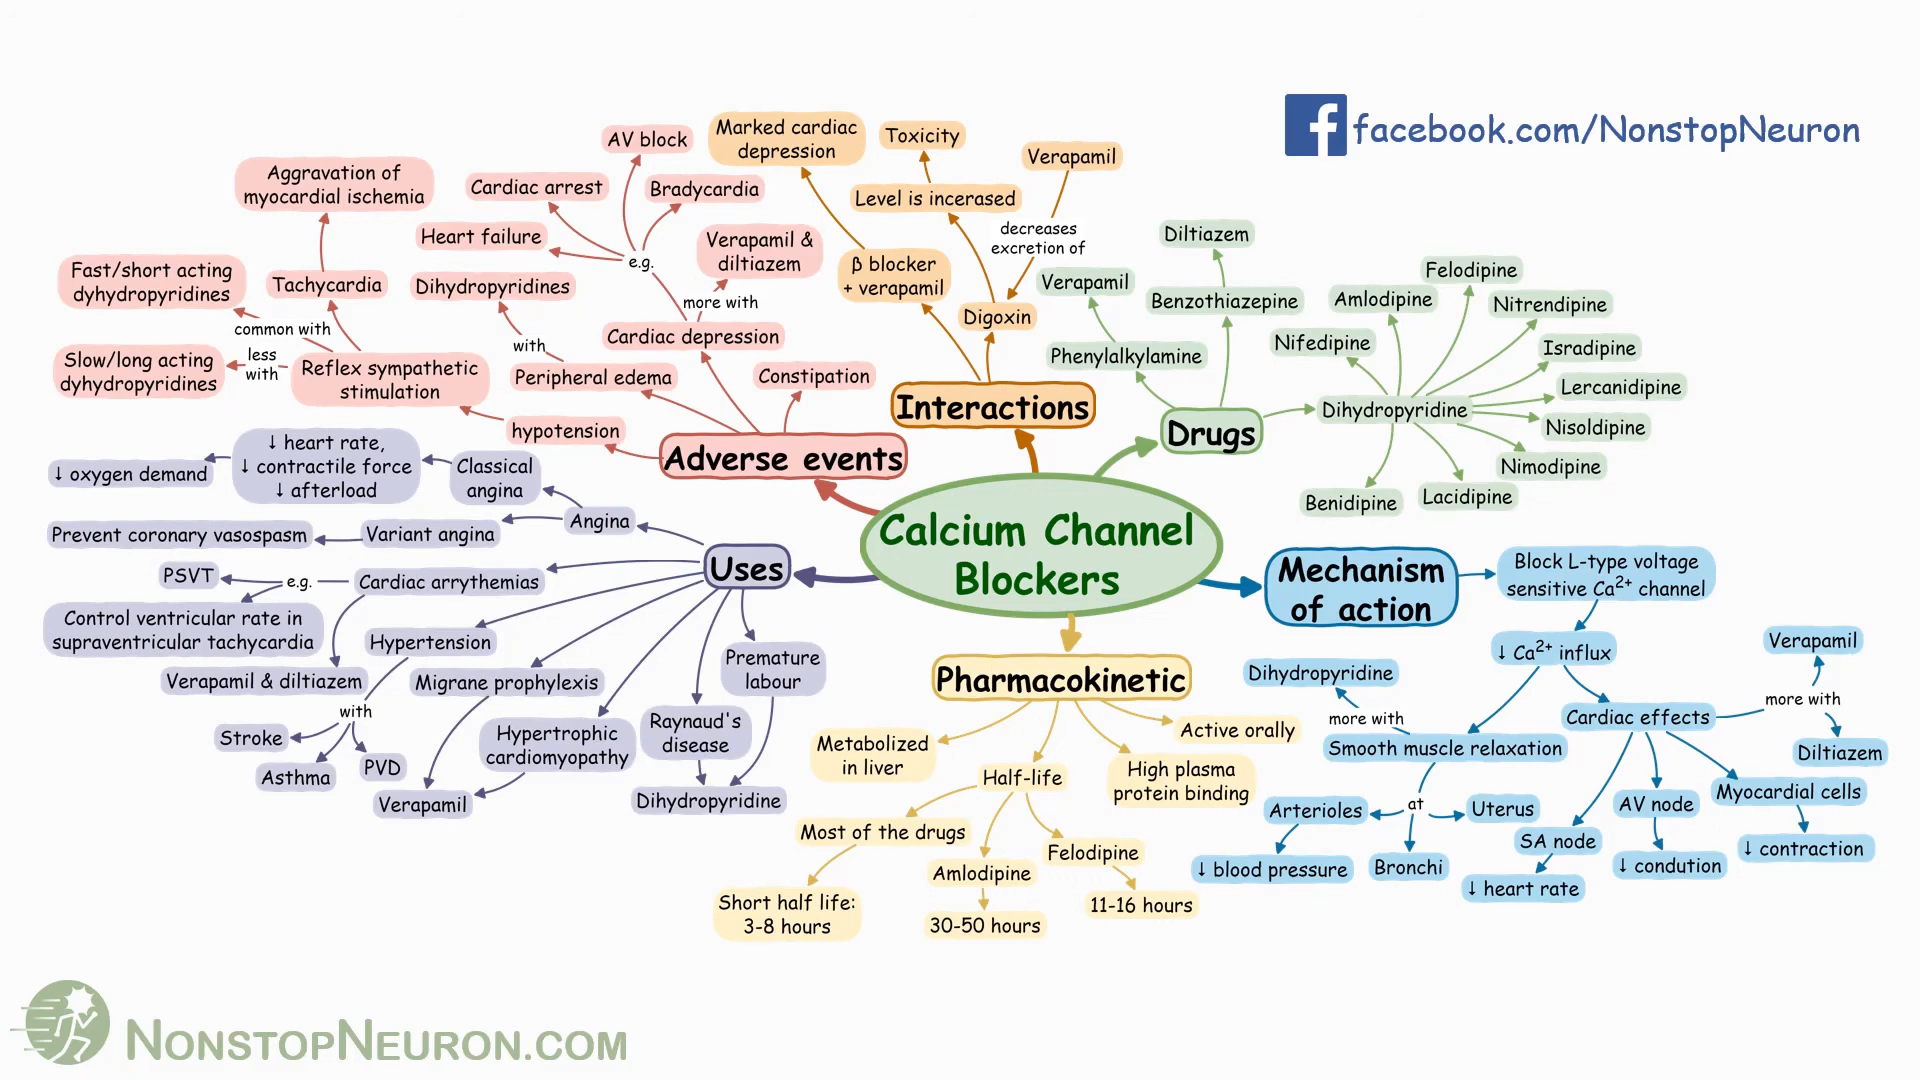 facebook.com/NonstopNeuron
Calcium Channel
Blockers
Adverse events
Constipation
Cardiac depression
more with
Verapamil &
diltiazem
e.g.
Bradycardia
AV block
Cardiac arrest
Heart failure
Peripheral edema
with
Dihydropyridines
hypotension
Reflex sympathetic
stimulation
Tachycardia
Aggravation of
myocardial ischemia
common with
Fast/short acting
dyhydropyridines
less
with
Slow/long acting
dyhydropyridines
Interactions
β blocker
+ verapamil
Marked cardiac
depression
Digoxin
Level is incerased
Toxicity
Verapamil
decreases
excretion of
Drugs
Phenylalkylamine
Verapamil
Benzothiazepine
Diltiazem
Dihydropyridine
Nifedipine
Amlodipine
Felodipine
Nitrendipine
Isradipine
Lercanidipine
Nisoldipine
Nimodipine
Lacidipine
Benidipine
Mechanism
of action
Block L-type voltage
sensitive Ca2+ channel
↓ Ca2+ influx
Smooth muscle relaxation
more with
Dihydropyridine
at
Arterioles
↓ blood pressure
Bronchi
Uterus
Cardiac effects
more with
Verapamil
Diltiazem
SA node
↓ heart rate
AV node
↓ condution
Myocardial cells
↓ contraction
Pharmacokinetic
Metabolized
in liver
Half-life
Most of the drugs
Short half life:
3-8 hours
Amlodipine
30-50 hours
Felodipine
11-16 hours
High plasma
protein binding
Active orally
Uses
Angina
Classical
angina
↓ heart rate,
↓ contractile force
↓ afterload
↓ oxygen demand
Variant angina
Prevent coronary vasospasm
Cardiac arrythemias
e.g.
PSVT
Control ventricular rate in
supraventricular tachycardia
Verapamil & diltiazem
Hypertension
with
Stroke
Asthma
PVD
Migrane prophylexis
Verapamil
Hypertrophic
cardiomyopathy
Raynaud's
disease
Premature
labour
Dihydropyridine
NONSTOPNEURON.COM